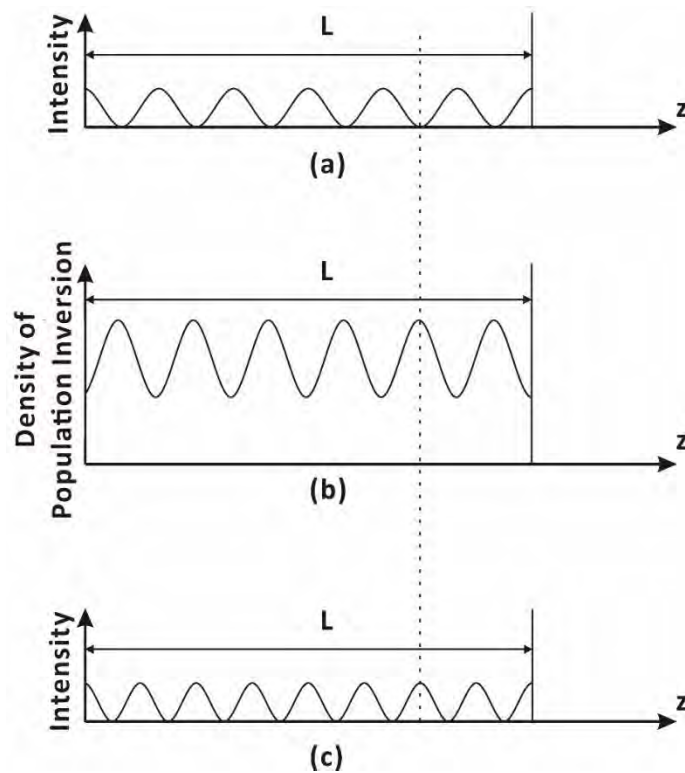 Intensity
L
z
(a)
Density of
Population Inversion
L
z
(b)
Intensity
L
z
(c)